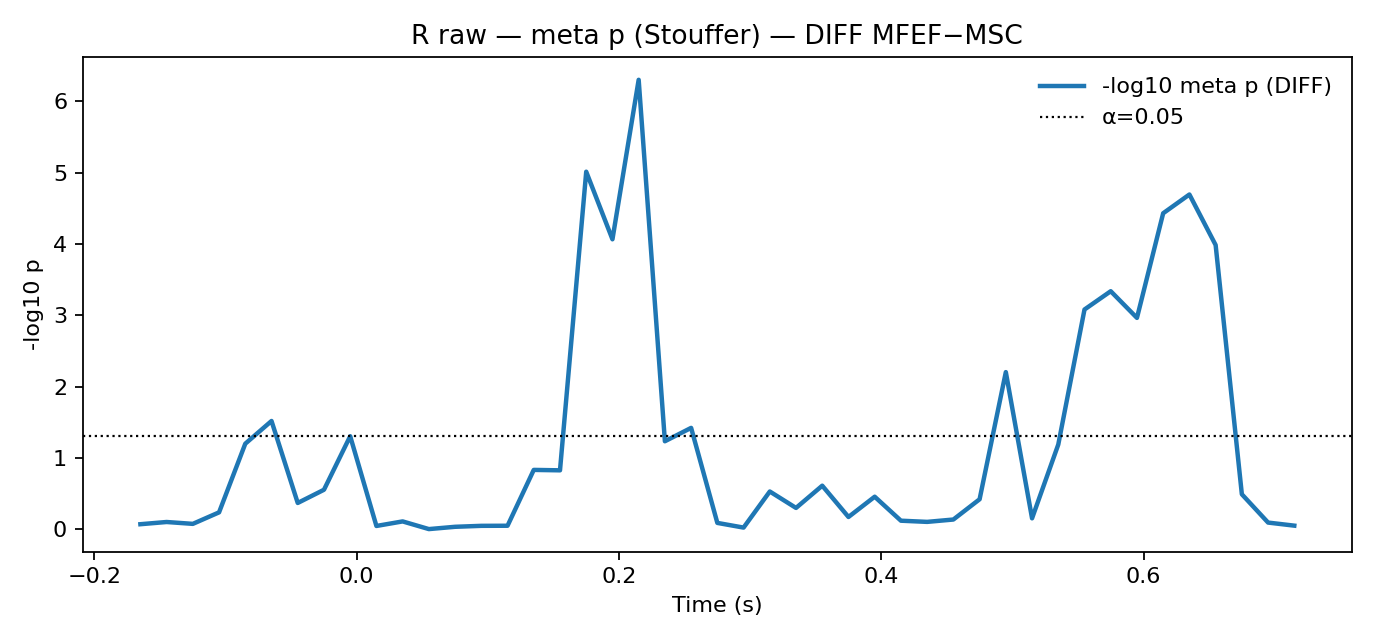 R raw — meta p (Stouffer) — DIFF MFEF−MSC
-log10 meta p (DIFF)
α=0.05
6
5
4
3
2
1
0
-log10 p
−0.2
0.0
0.2
0.4
0.6
Time (s)